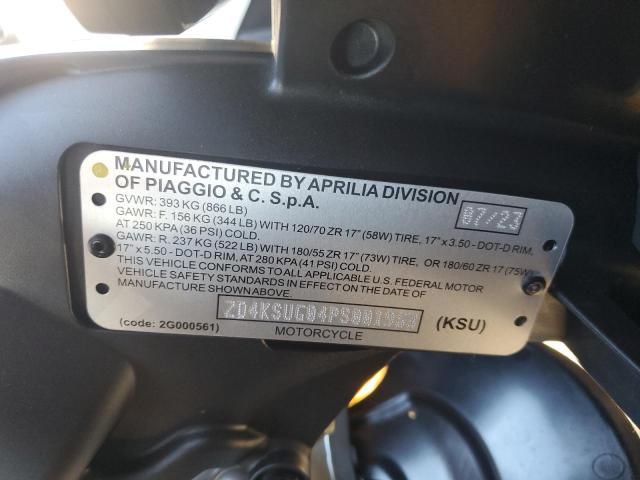 MANUFACTURED BY APRILIA DIVISION
OF PIAGGIO & C. S.p.A.
02/23
GVWR: 393 KG (866 LB)
GAWR: F. 156 KG (344 LB) WITH 120/70 ZR 17" (58W) TIRE, 17" x 3.50 - DOT-D RIM,
AT 250 KPA (36 PSI) COLD.
GAWR: R. 237 KG (522 LB) WITH 180/55 ZR 17" (73W) TIRE, OR 180/60 ZR 17 (75W)
17" x 5.50 - DOT-D RIM, AT 280 KPA (41 PSI) COLD.
THIS VEHICLE CONFORMS TO ALL APPLICABLE U.S. FEDERAL MOTOR
VEHICLE SAFETY STANDARDS IN EFFECT ON THE DATE OF
MANUFACTURE SHOWN ABOVE.
(code: 2G000561)
MOTORCYCLE
(KSU)